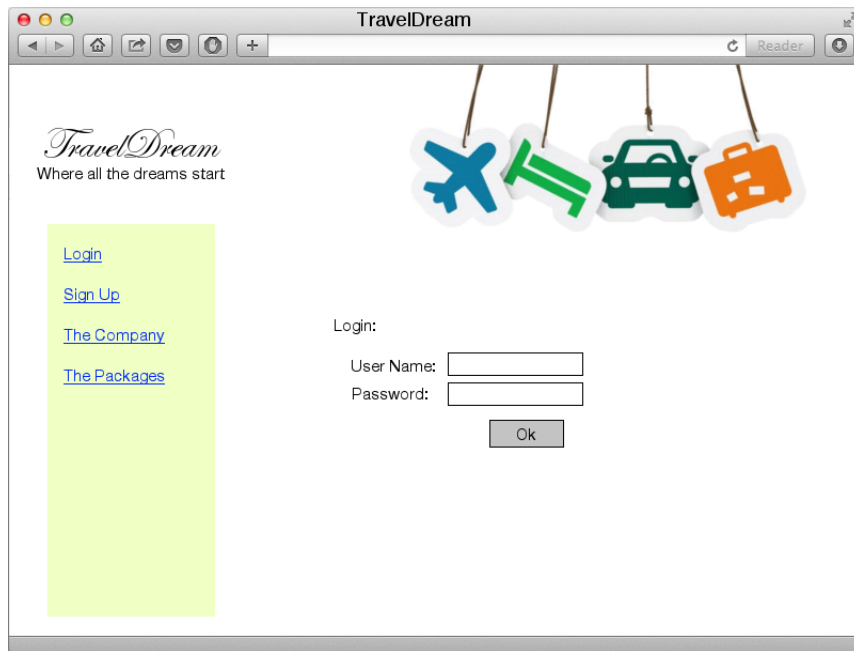 TravelDream
Reader
TravelDream
Where all the dreams start
Login
Sign Up
The Company
The Packages
Login:
User Name:
Password:
Ok